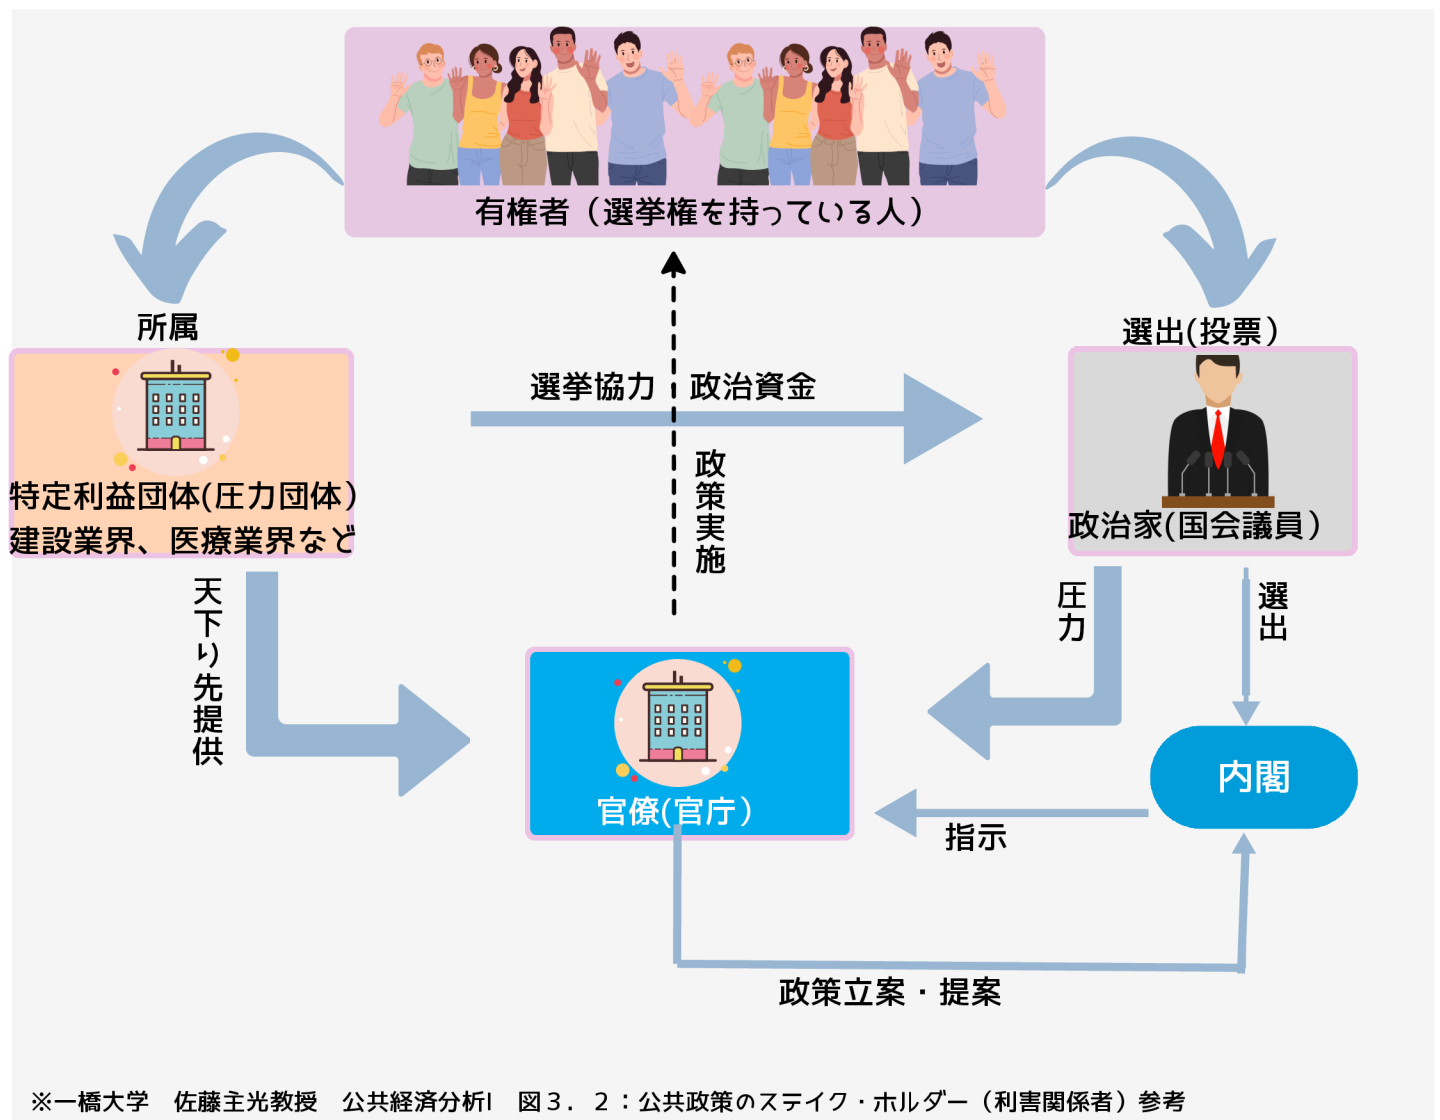 有権者（選挙権を持っている人）
所属
選出(投票）
選挙協力
政治資金
特定利益団体(圧力団体）
建設業界、医療業界など
政治家(国会議員）
政策実施
天下り先提供
圧力
選出
官僚(官庁）
内閣
指示
政策立案・提案
※一橋大学　佐藤主光教授　公共経済分析I　図３．２：公共政策のステイク・ホルダー（利害関係者）参考